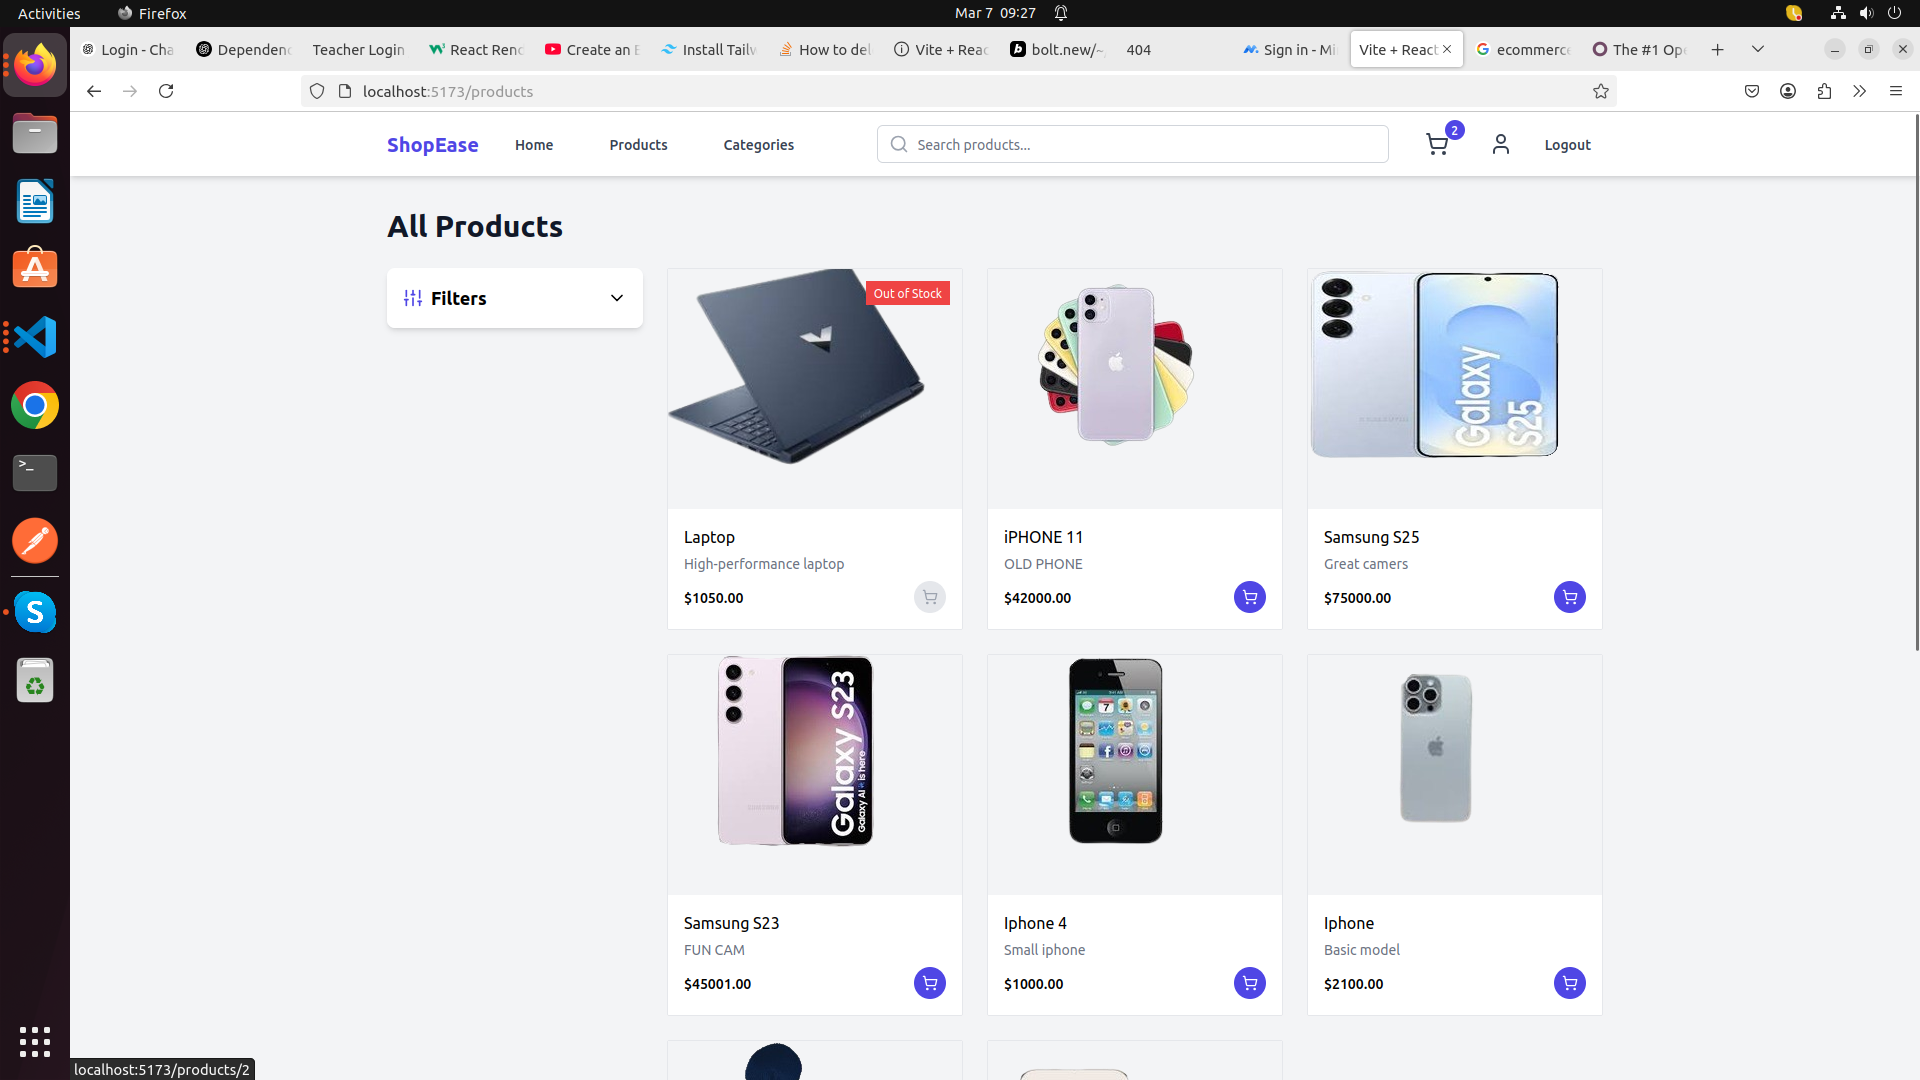 Activities
Firefox
Mar 7 09:27
Login - Cha
Dependenc
Teacher Login
React Rend
Create an E
Install Tailw
How to del
Vite + Reac
bolt.new/~
404
Sign in - Mi
Vite + React
ecommerce
The #1 Ope
localhost:5173/products
ShopEase
Home
Products
Categories
Search products...
2
Logout
All Products
Filters
Out of Stock
Galaxy
S25
Laptop
High-performance laptop
$1050.00
iPHONE 11
OLD PHONE
$42000.00
Samsung S25
Great camers
$75000.00
Galaxy S23
Galaxy AI is here
Samsung S23
FUN CAM
$45001.00
Iphone 4
Small iphone
$1000.00
Iphone
Basic model
$2100.00
localhost:5173/products/2